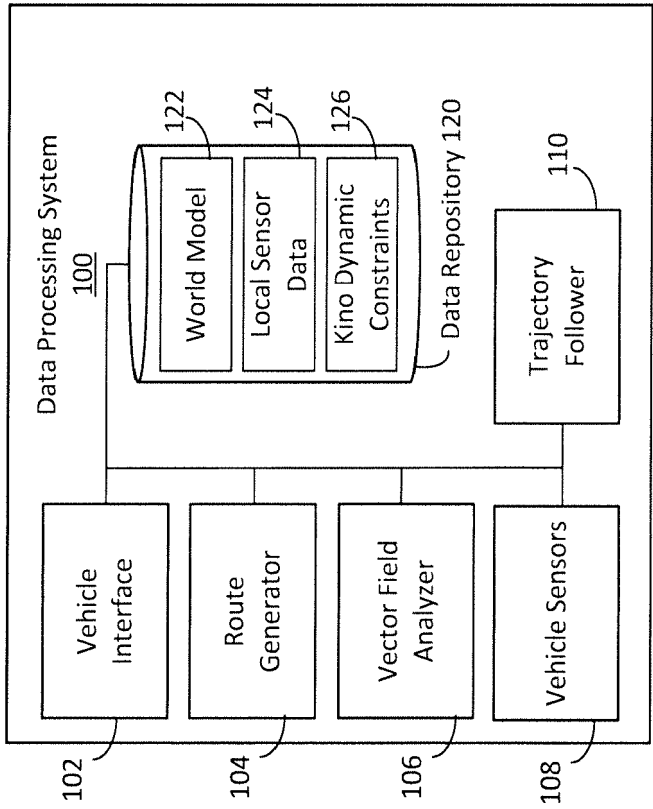 Data Processing System
100
102
Vehicle
Interface
104
Route
Generator
106
Vector Field
Analyzer
108
Vehicle Sensors
World Model
122
Local Sensor
Data
124
Kino Dynamic
Constraints
126
Data Repository 120
Trajectory
Follower
110